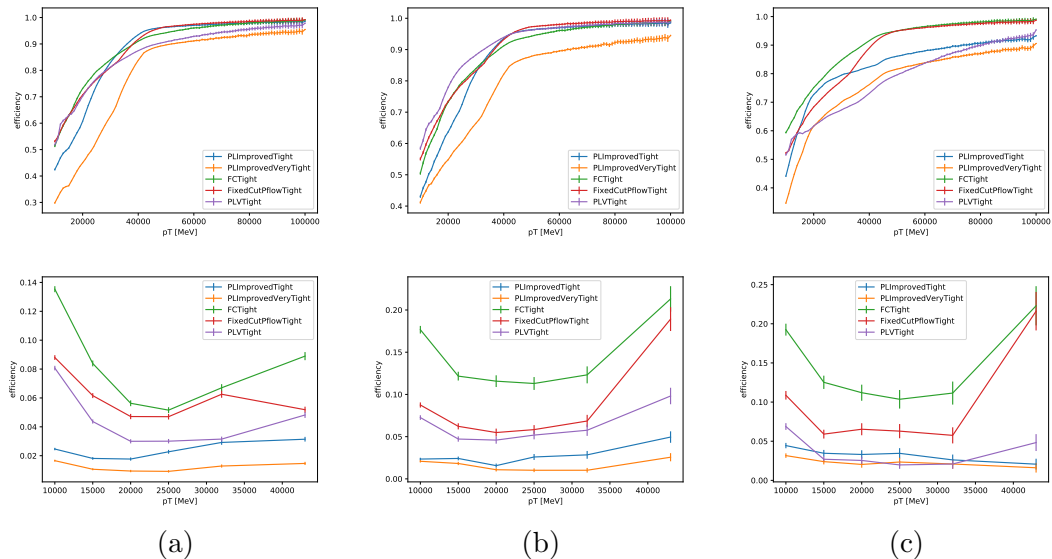 efficiency
1.0
0.9
0.8
0.7
0.6
0.5
0.4
0.3
20000 40000 60000 80000 100000
pT [MeV]
PLImprovedTight
PLImprovedVeryTight
FCTight
FixedCutPflowTight
PLVTight
efficiency
1.0
0.9
0.8
0.7
0.6
0.5
0.4
20000 40000 60000 80000 100000
pT [MeV]
PLImprovedTight
PLImprovedVeryTight
FCTight
FixedCutPflowTight
PLVTight
efficiency
1.0
0.9
0.8
0.7
0.6
0.5
0.4
20000 40000 60000 80000 100000
pT [MeV]
PLImprovedTight
PLImprovedVeryTight
FCTight
FixedCutPflowTight
PLVTight
efficiency
0.14
0.12
0.10
0.08
0.06
0.04
0.02
10000 15000 20000 25000 30000 35000 40000
pT [MeV]
PLImprovedTight
PLImprovedVeryTight
FCTight
FixedCutPflowTight
PLVTight
efficiency
0.20
0.15
0.10
0.05
0.00
10000 15000 20000 25000 30000 35000 40000
pT [MeV]
PLImprovedTight
PLImprovedVeryTight
FCTight
FixedCutPflowTight
PLVTight
efficiency
0.25
0.20
0.15
0.10
0.05
0.00
10000 15000 20000 25000 30000 35000 40000
pT [MeV]
PLImprovedTight
PLImprovedVeryTight
FCTight
FixedCutPflowTight
PLVTight
(a) (b) (c)